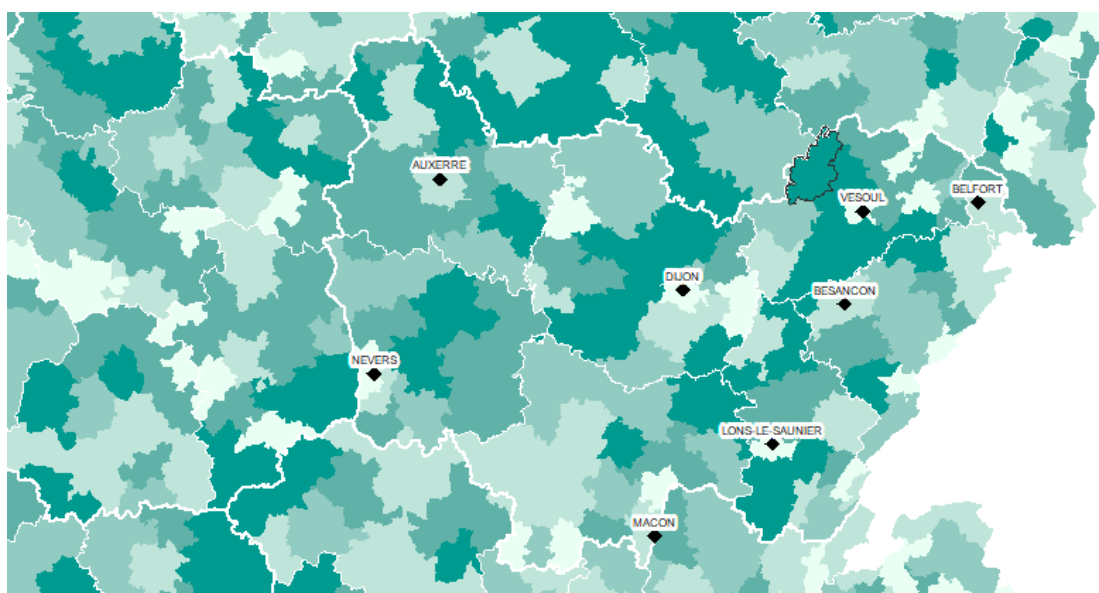 AUXERRE
VESOUL
BELFORT
DIJON
BESANCON
NEVERS
LONS-LE-SAUNIER
MACON